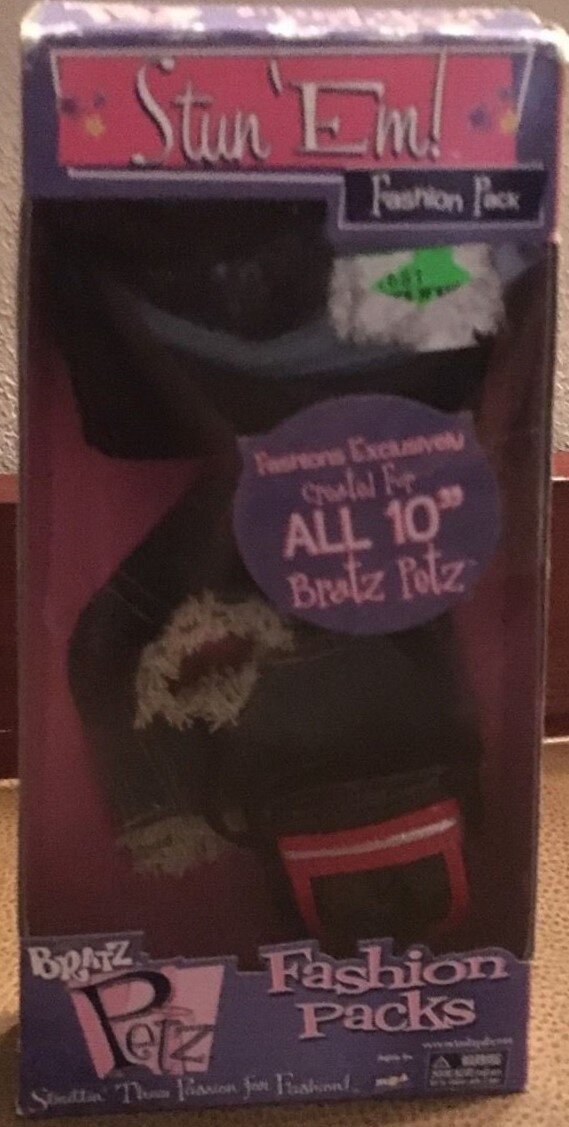 Stun 'Em!
Fashion Pack
Fashions Exclusively
Created For
ALL 10"
Bratz Petz
BRATZ
Petz
Fashion
Packs
WARNING
Struttin' Their Passion for Fashion!